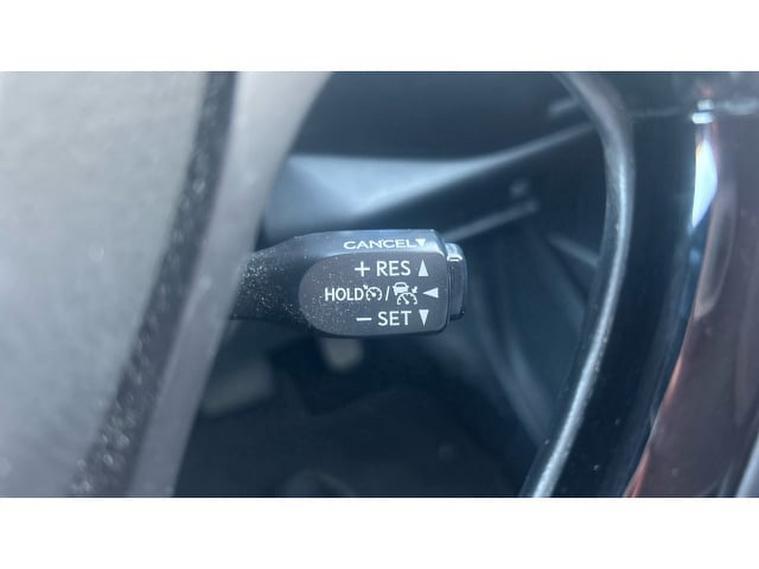 CANCEL▼
+ RES ▲
HOLD / ◀
− SET ▼